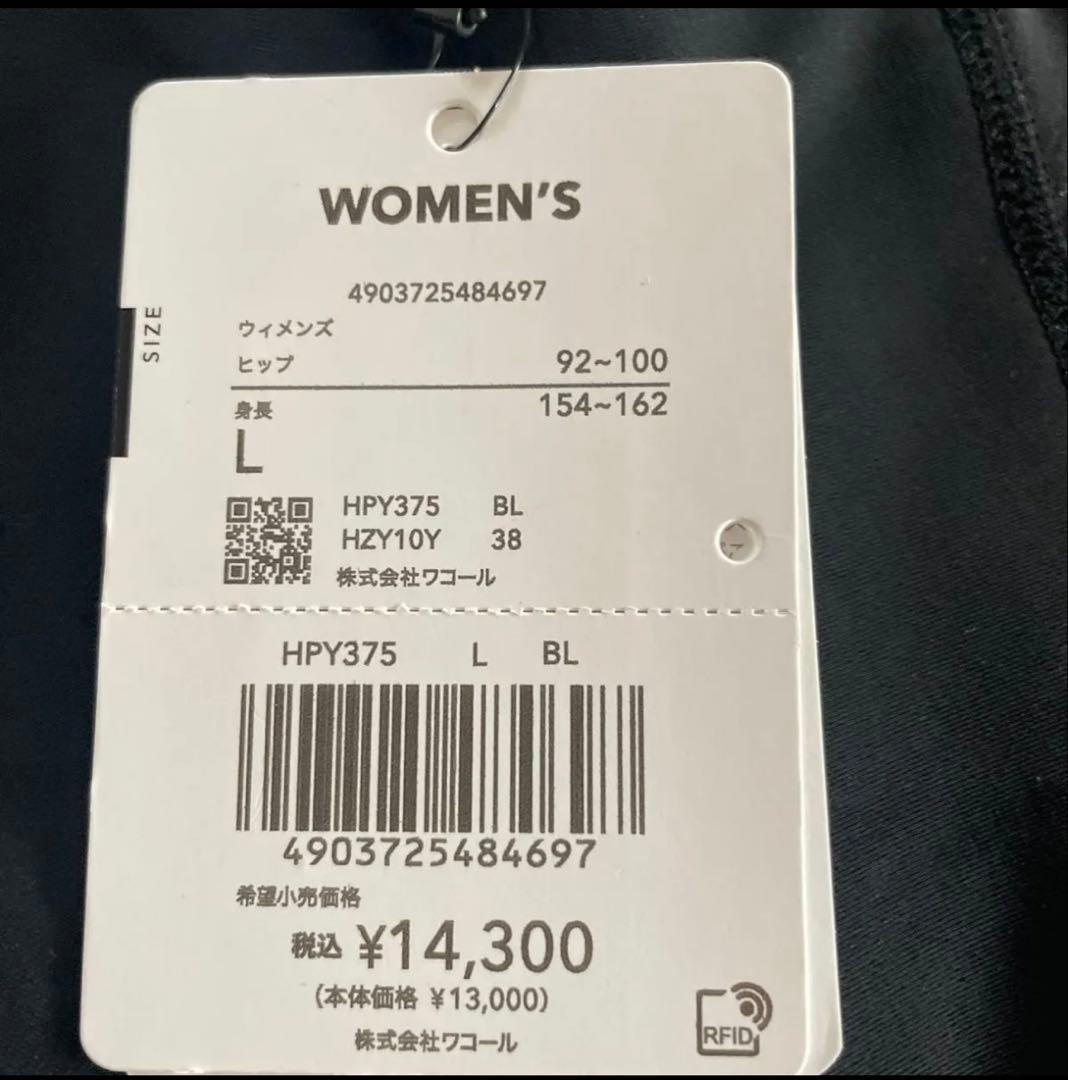 WOMEN'S
4903725484697
SIZE
ウィメンズ
ヒップ 92~100
身長 154~162
L
HPY375 BL
HZY10Y 38
株式会社ワコール
HPY375 L BL
4903725484697
希望小売価格
税込 ¥14,300
(本体価格 ¥13,000)
株式会社ワコール
RFID